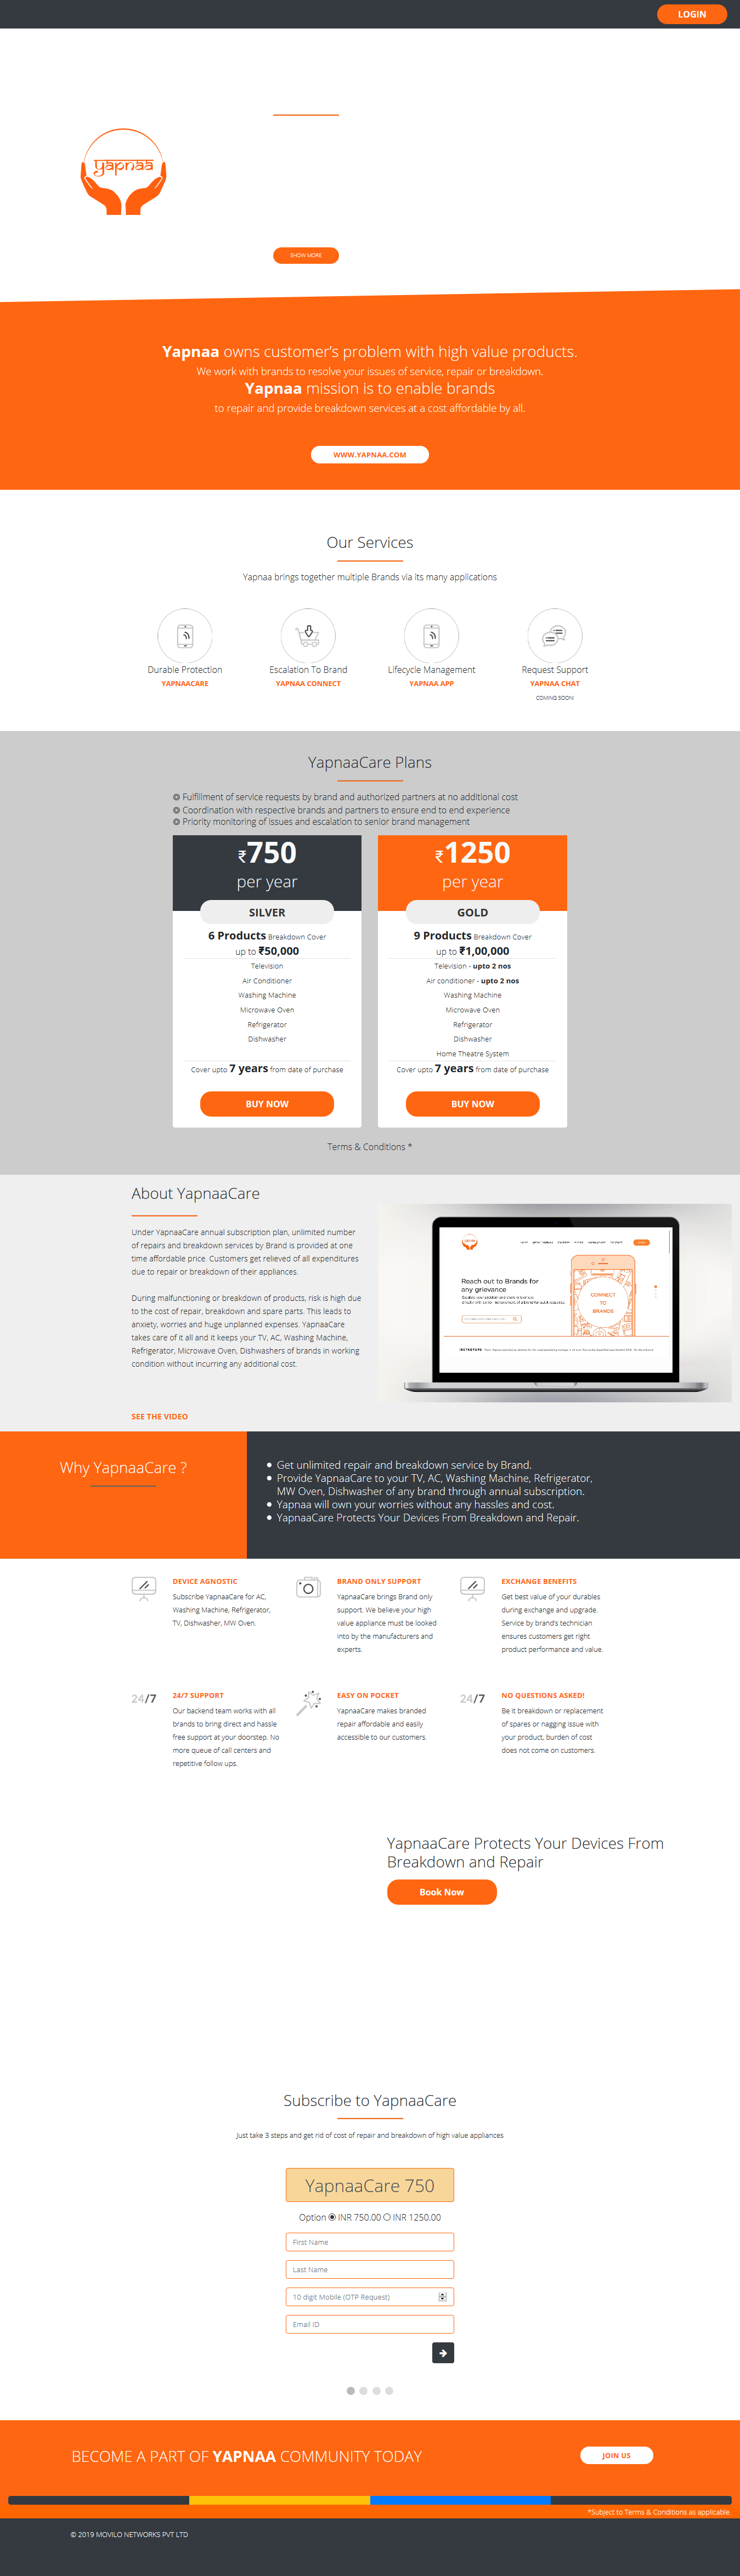 LOGIN
yapnaa
SHOW MORE
Yapnaa owns customer's problem with high value products.
We work with brands to resolve your issues of service, repair or breakdown.
Yapnaa mission is to enable brands
to repair and provide breakdown services at a cost affordable by all.
WWW.YAPNAA.COM
Our Services
Yapnaa brings together multiple Brands via its many applications
Durable Protection
YAPNAACARE
Escalation To Brand
YAPNAA CONNECT
Lifecycle Management
YAPNAA APP
Request Support
YAPNAA CHAT
COMING SOON!
YapnaaCare Plans
Fulfillment of service requests by brand and authorized partners at no additional cost
Coordination with respective brands and partners to ensure end to end experience
Priority monitoring of issues and escalation to senior brand management
₹750
per year
SILVER
6 Products Breakdown Cover
up to ₹50,000
Television
Air Conditioner
Washing Machine
Microwave Oven
Refrigerator
Dishwasher
Cover upto 7 years from date of purchase
BUY NOW
₹1250
per year
GOLD
9 Products Breakdown Cover
up to ₹1,00,000
Television - upto 2 nos
Air conditioner - upto 2 nos
Washing Machine
Microwave Oven
Refrigerator
Dishwasher
Home Theatre System
Cover upto 7 years from date of purchase
BUY NOW
Terms & Conditions *
About YapnaaCare
Under YapnaaCare annual subscription plan, unlimited number
of repairs and breakdown services by Brand is provided at one
time affordable price. Customers get relieved of all expenditures
due to repair or breakdown of their appliances.
During malfunctioning or breakdown of products, risk is high due
to the cost of repair, breakdown and spare parts. This leads to
anxiety, worries and huge unplanned expenses. YapnaaCare
takes care of it all and it keeps your TV, AC, Washing Machine,
Refrigerator, Microwave Oven, Dishwashers of brands in working
condition without incurring any additional cost.
SEE THE VIDEO
Reach out to Brands for
any grievance
CONNECT
TO
BRANDS
Why YapnaaCare ?
Get unlimited repair and breakdown service by Brand.
Provide YapnaaCare to your TV, AC, Washing Machine, Refrigerator,
MW Oven, Dishwasher of any brand through annual subscription.
Yapnaa will own your worries without any hassles and cost.
YapnaaCare Protects Your Devices From Breakdown and Repair.
DEVICE AGNOSTIC
Subscribe YapnaaCare for AC,
Washing Machine, Refrigerator,
TV, Dishwasher, MW Oven.
BRAND ONLY SUPPORT
YapnaaCare brings Brand only
support. We believe your high
value appliance must be looked
into by the manufacturers and
experts.
EXCHANGE BENEFITS
Get best value of your durables
during exchange and upgrade.
Service by brand's technician
ensures customers get right
product performance and value.
24/7
24/7 SUPPORT
Our backend team works with all
brands to bring direct and hassle
free support at your doorstep. No
more queue of call centers and
repetitive follow ups.
EASY ON POCKET
YapnaaCare makes branded
repair affordable and easily
accessible to our customers.
24/7
NO QUESTIONS ASKED!
Be it breakdown or replacement
of spares or nagging issue with
your product, burden of cost
does not come on customers.
YapnaaCare Protects Your Devices From
Breakdown and Repair
Book Now
Subscribe to YapnaaCare
Just take 3 steps and get rid of cost of repair and breakdown of high value appliances
YapnaaCare 750
Option INR 750.00 INR 1250.00
First Name
Last Name
10 digit Mobile (OTP Request)
Email ID
BECOME A PART OF YAPNAA COMMUNITY TODAY
JOIN US
*Subject to Terms & Conditions as applicable.
© 2019 MOVILO NETWORKS PVT LTD